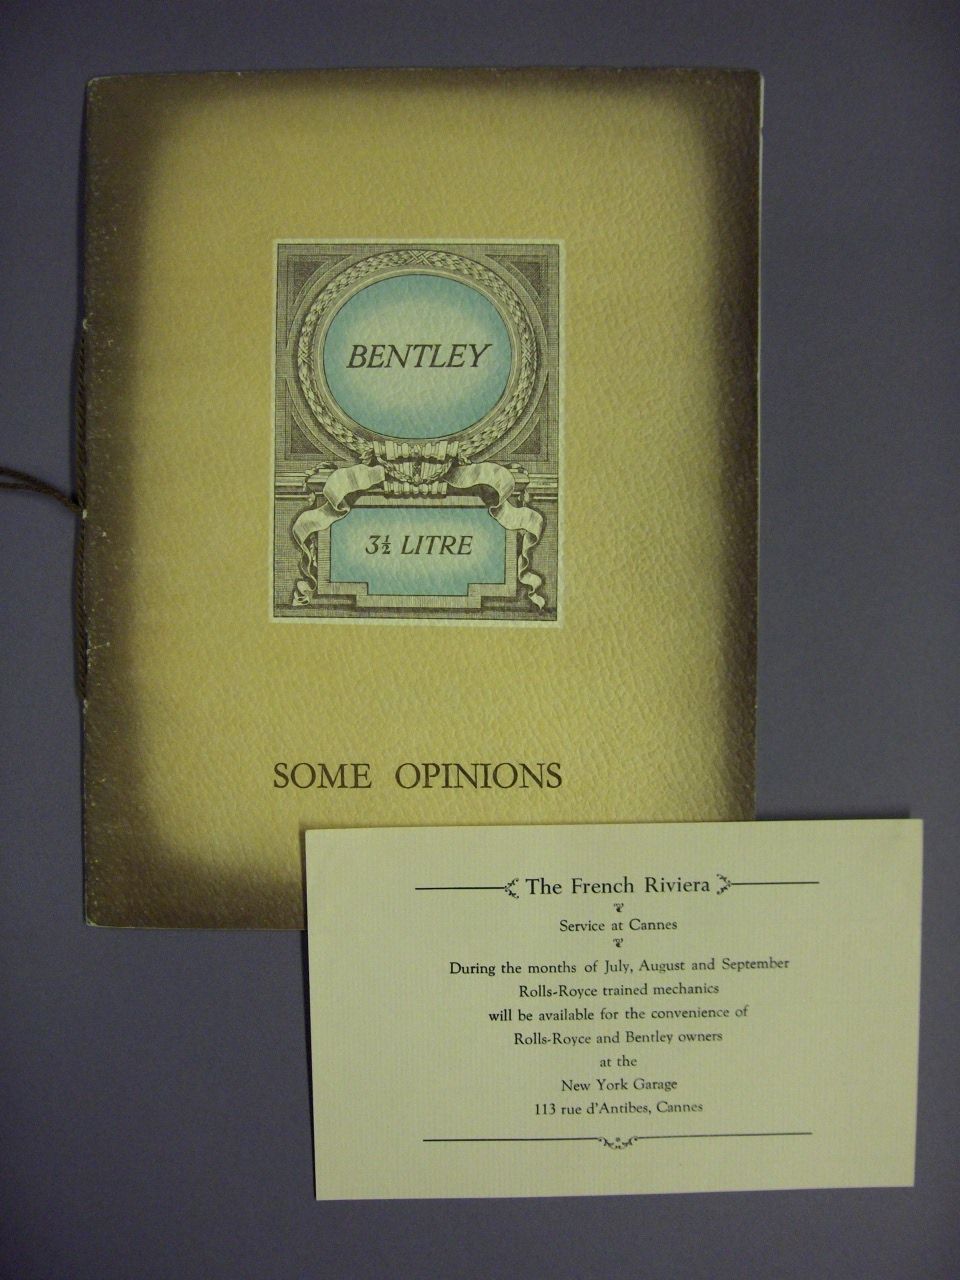 BENTLEY
3½ LITRE
SOME OPINIONS
The French Riviera
Service at Cannes
During the months of July, August and September
Rolls-Royce trained mechanics
will be available for the convenience of
Rolls-Royce and Bentley owners
at the
New York Garage
113 rue d'Antibes, Cannes